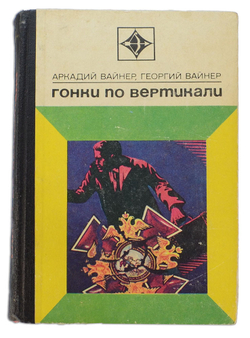 АРКАДИЙ ВАЙНЕР, ГЕОРГИЙ ВАЙНЕР
ГОНКИ ПО ВЕРТИКАЛИ